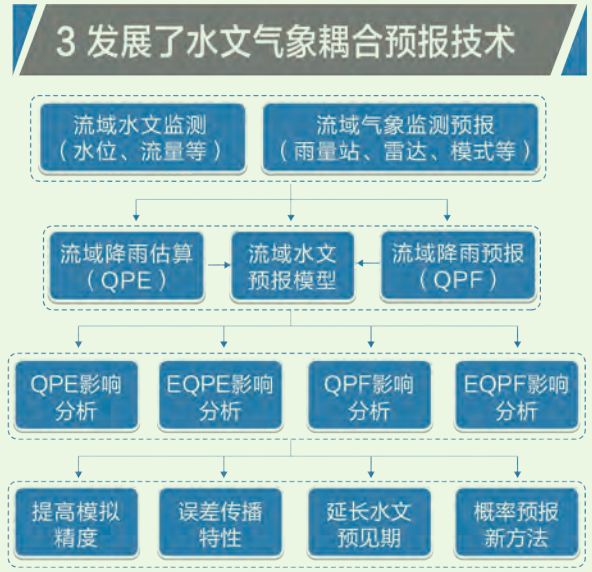 3 发展了水文气象耦合预报技术
流域水文监测
（水位、流量等）
流域气象监测预报
（雨量站、雷达、模式等）
流域降雨估算
（QPE）
流域水文
预报模型
流域降雨预报
（QPF）
QPE影响
分析
EQPE影响
分析
QPF影响
分析
EQPF影响
分析
提高模拟
精度
误差传播
特性
延长水文
预见期
概率预报
新方法